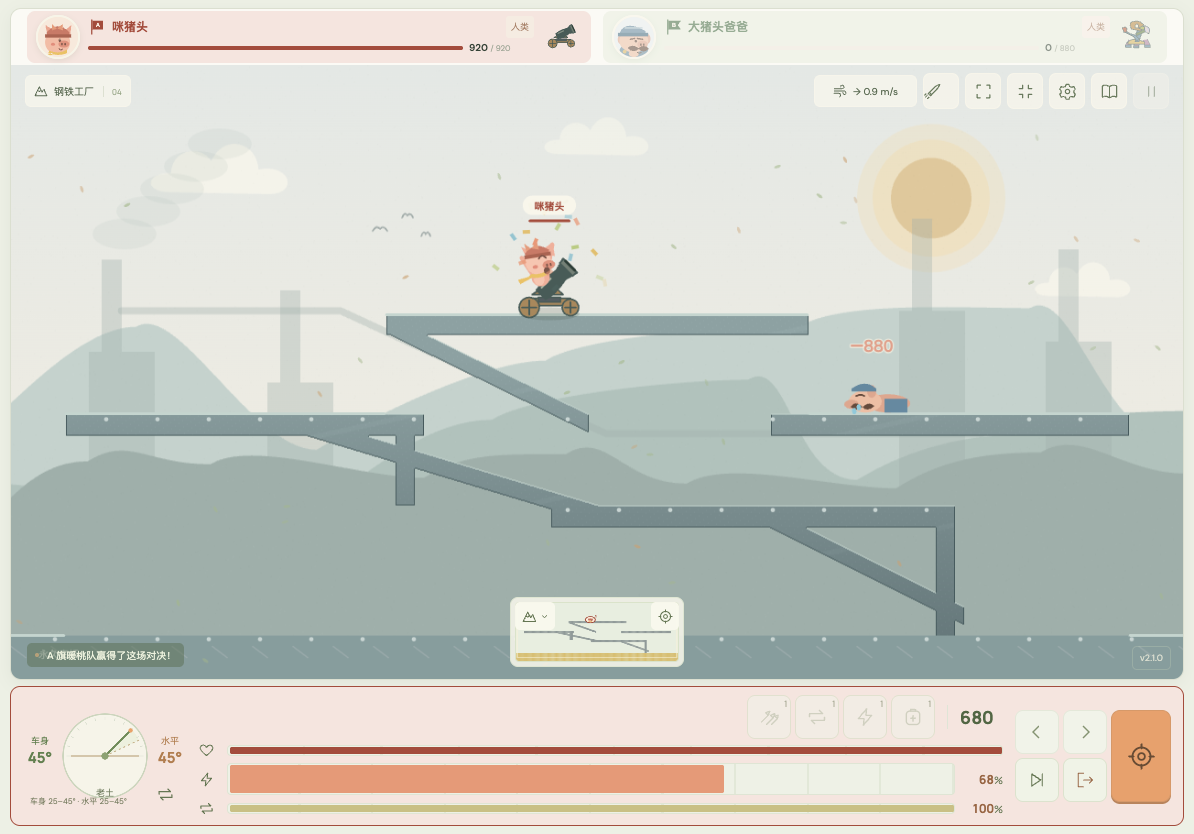 咪猪头
人类
920 / 920
大猪头爸爸
人类
0 / 880
钢铁工厂 04
→ 0.9 m/s
咪猪头
−880
A 旗暖桃队赢得了这场对决!
v2.1.0
车身
45°
水平
45°
老土
车身 25–45° · 水平 25–45°
1
1
1
1
680
68%
100%